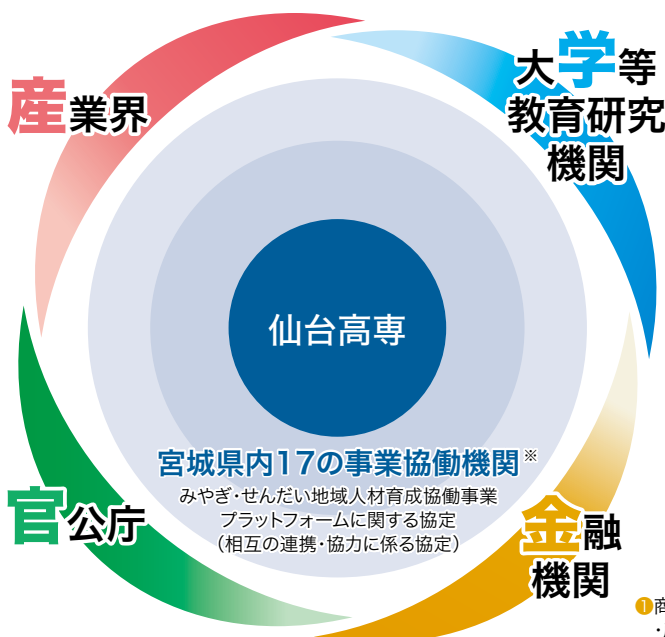 産業界
大学等
教育研究
機関
仙台高専
宮城県内17の事業協働機関※
みやぎ・せんだい地域人材育成協働事業
プラットフォームに関する協定
(相互の連携・協力に係る協定)
官公庁
金融
機関
❶商